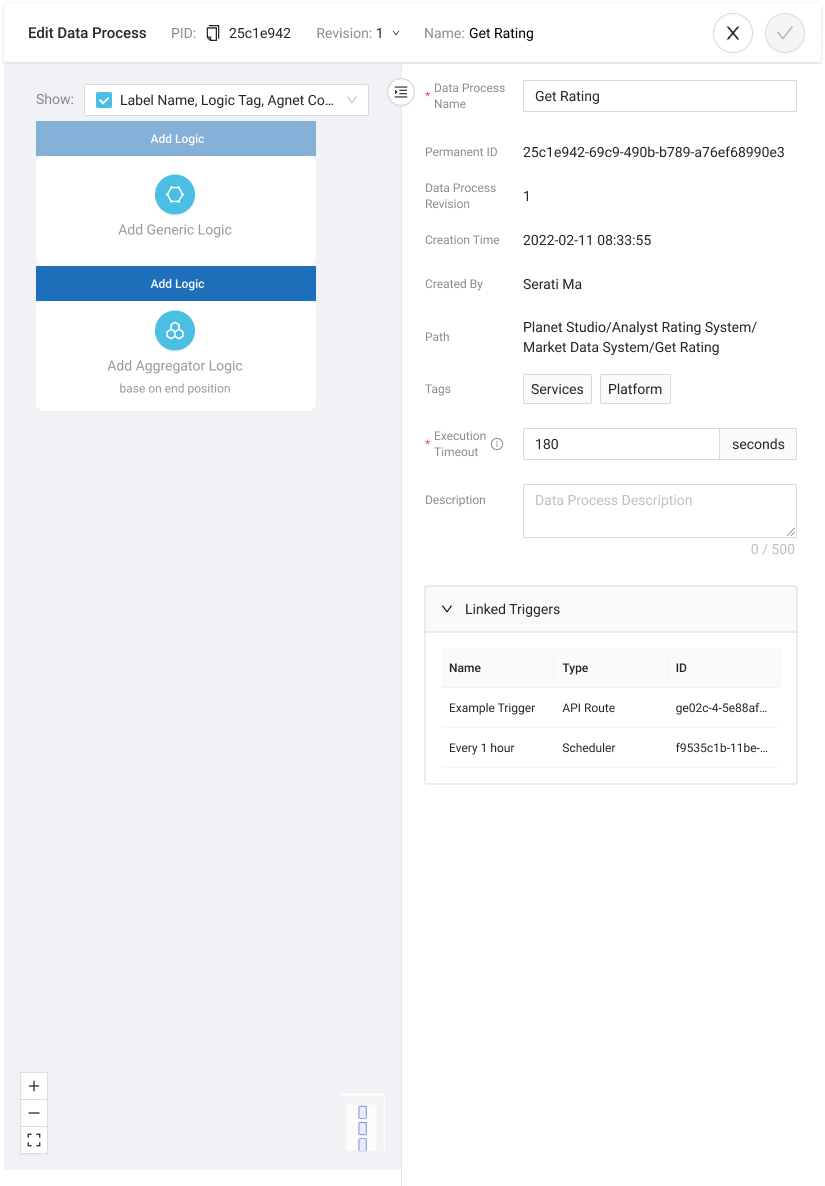 Edit Data Process PID: 25c1e942 Revision: 1 Name: Get Rating
Show: Label Name, Logic Tag, Agnet Co...
Add Logic
Add Generic Logic
Add Logic
Add Aggregator Logic
base on end position
* Data Process
Name
Get Rating
Permanent ID 25c1e942-69c9-490b-b789-a76ef68990e3
Data Process
Revision
1
Creation Time 2022-02-11 08:33:55
Created By Serati Ma
Path
Planet Studio/Analyst Rating System/
Market Data System/Get Rating
Tags Services Platform
* Execution
Timeout
180 seconds
Description Data Process Description
0 / 500
Linked Triggers
Name Type ID
Example Trigger API Route ge02c-4-5e88af...
Every 1 hour Scheduler f9535c1b-11be-...